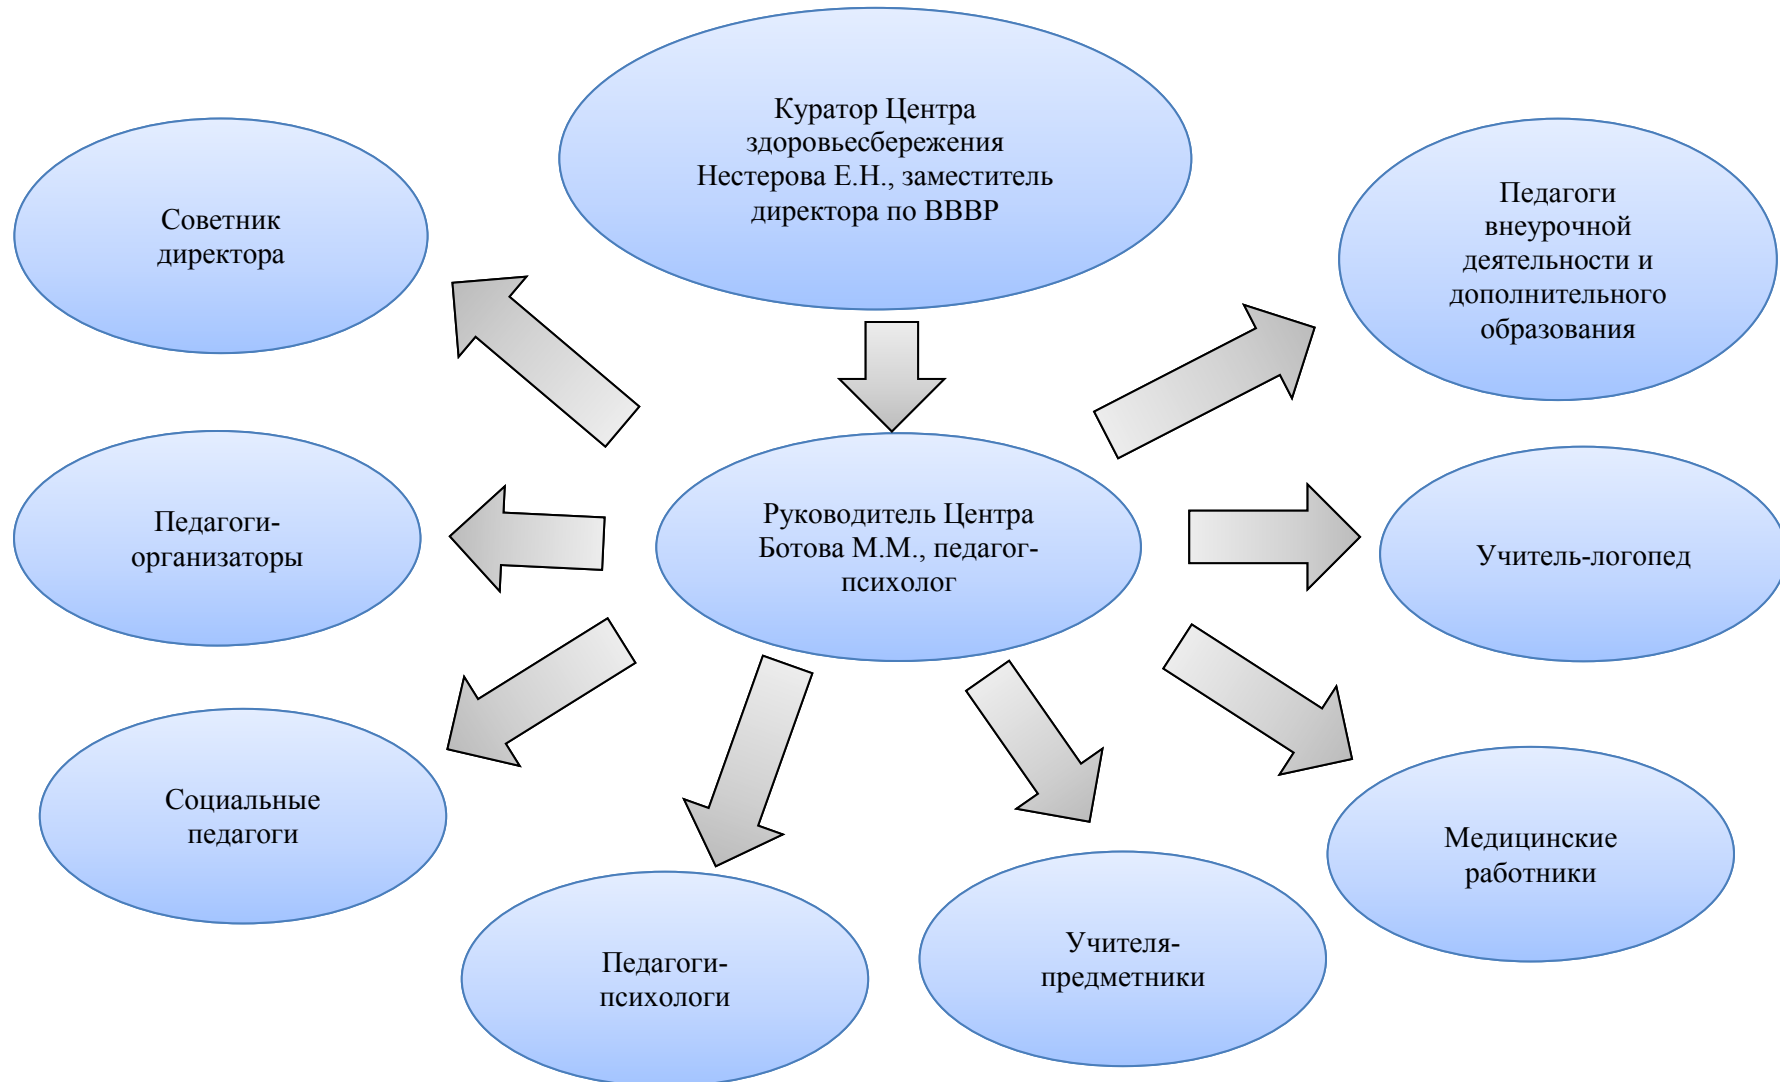 Куратор Центра
здоровьесбережения
Нестерова Е.Н., заместитель
директора по ВВВР
Советник
директора
Педагоги
внеурочной
деятельности и
дополнительного
образования
Педагоги-
организаторы
Руководитель Центра
Ботова М.М., педагог-
психолог
Учитель-логопед
Социальные
педагоги
Медицинские
работники
Педагоги-
психологи
Учителя-
предметники